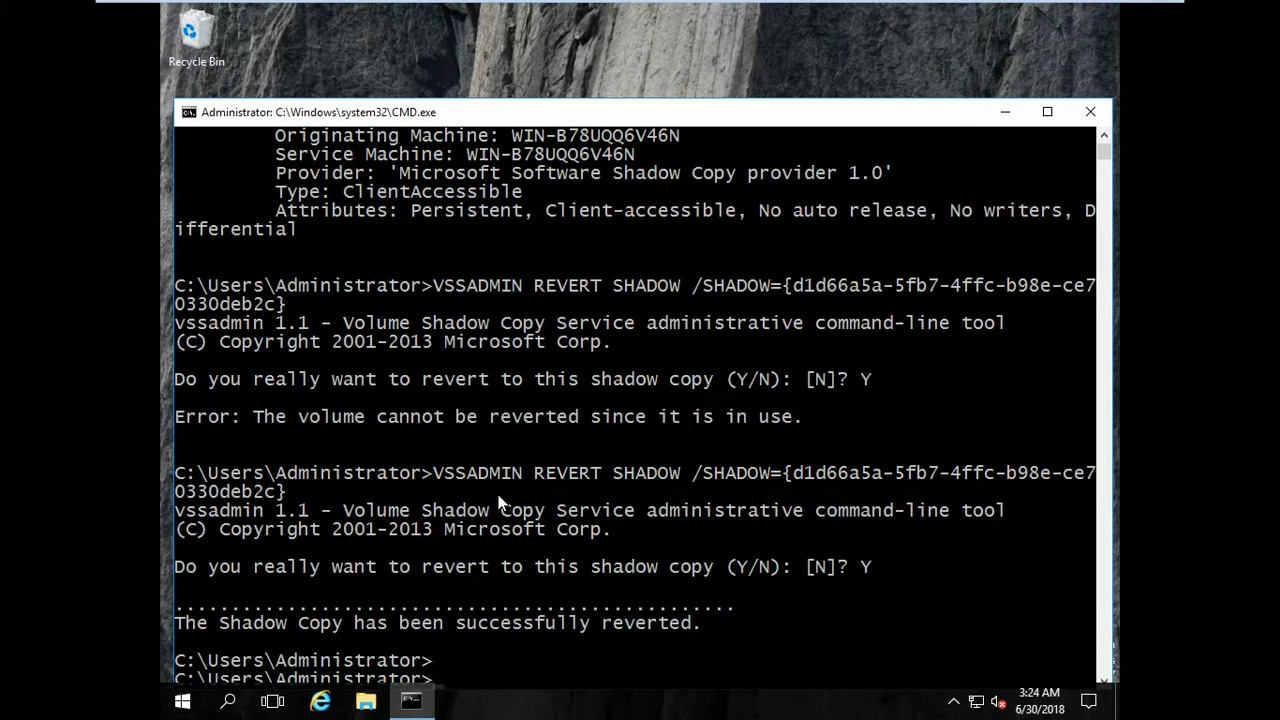 Recycle Bin
Administrator: C:\Windows\system32\CMD.exe
Originating Machine: WIN-B78UQQ6V46N
Service Machine: WIN-B78UQQ6V46N
Provider: 'Microsoft Software Shadow Copy provider 1.0'
Type: ClientAccessible
Attributes: Persistent, Client-accessible, No auto release, No writers, D
ifferential
C:\Users\Administrator>VSSADMIN REVERT SHADOW /SHADOW={d1d66a5a-5fb7-4ffc-b98e-ce7
0330deb2c}
vssadmin 1.1 - Volume Shadow Copy Service administrative command-line tool
(C) Copyright 2001-2013 Microsoft Corp.
Do you really want to revert to this shadow copy (Y/N): [N]? Y
Error: The volume cannot be reverted since it is in use.
C:\Users\Administrator>VSSADMIN REVERT SHADOW /SHADOW={d1d66a5a-5fb7-4ffc-b98e-ce7
0330deb2c}
vssadmin 1.1 - Volume Shadow Copy Service administrative command-line tool
(C) Copyright 2001-2013 Microsoft Corp.
Do you really want to revert to this shadow copy (Y/N): [N]? Y
..................................................
The Shadow Copy has been successfully reverted.
C:\Users\Administrator>
C:\Users\Administrator>
3:24 AM
6/30/2018